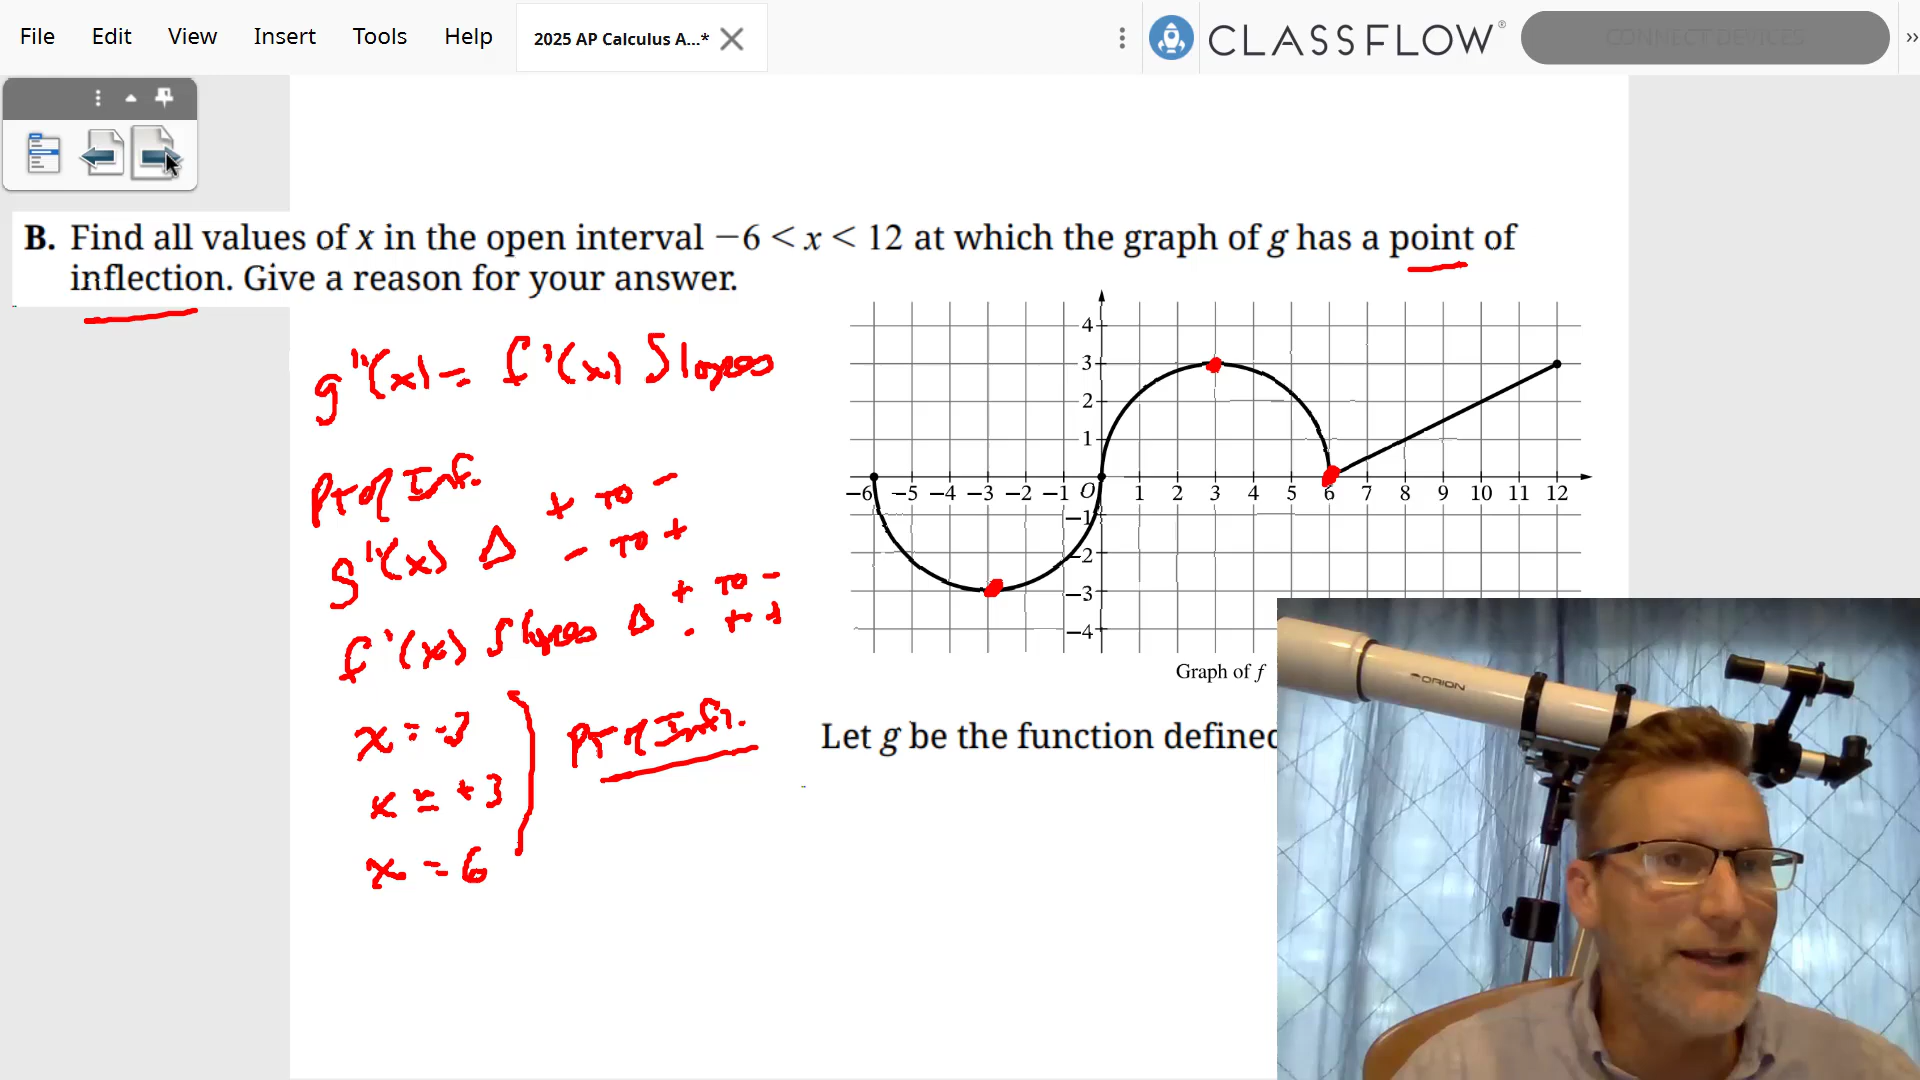 File Edit View Insert Tools Help 2025 AP Calculus A...* CLASSFLOW® CONNECT DEVICES »
B. Find all values of x in the open interval −6 < x < 12 at which the graph of g has a point of
inflection. Give a reason for your answer.
g''(x) = f'(x) Slopes
Pt of Inf.
g''(x) Δ + to −
− to +
f'(x) Slopes Δ + to −
- to +
x = -3
x = +3
x = 6
Pt of Inf.
4
3
2
1
−6 −5 −4 −3 −2 −1 O 1 2 3 4 5 6 7 8 9 10 11 12
−1
−2
−3
−4
Graph of f
Let g be the function defined
ORION